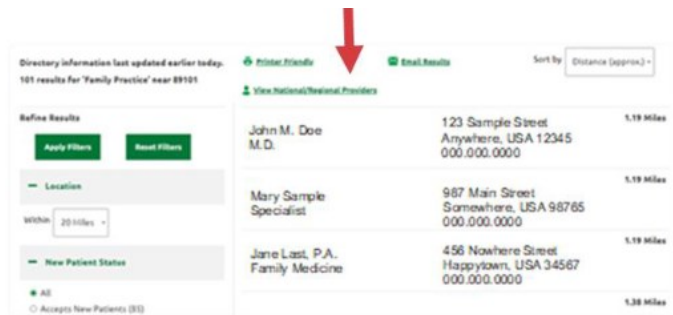 Directory information last updated earlier today.
101 results for 'Family Practice' near 89101
Printer Friendly
Email Results
Sort by
Distance (approx.)
View National/Regional Providers
Refine Results
Apply Filters
Reset Filters
Location
Within
20 Miles
New Patient Status
All
Accepts New Patients (85)
John M. Doe
M.D.
123 Sample Street
Anywhere, USA 12345
000.000.0000
1.19 Miles
Mary Sample
Specialist
987 Main Street
Somewhere, USA 98765
000.000.0000
1.19 Miles
Jane Last, P.A.
Family Medicine
456 Nowhere Street
Happytown, USA 34567
000.000.0000
1.19 Miles
1.38 Miles